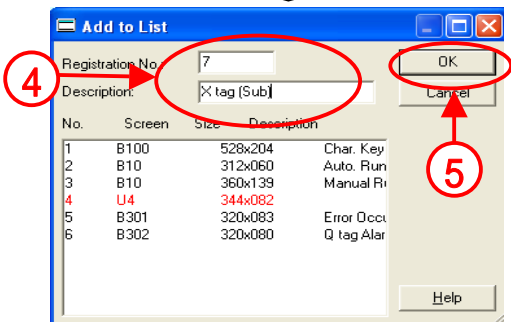 Add to List
Registration No.: 7
OK
4
Description: X tag (Sub)
Cancel
No. Screen Size Description
1 B100 528x204 Char. Key
2 B10 312x060 Auto. Run
3 B10 360x139 Manual Ru
4 U4 344x082
5 B301 320x083 Error Occu
6 B302 320x080 Q tag Alar
5
Help